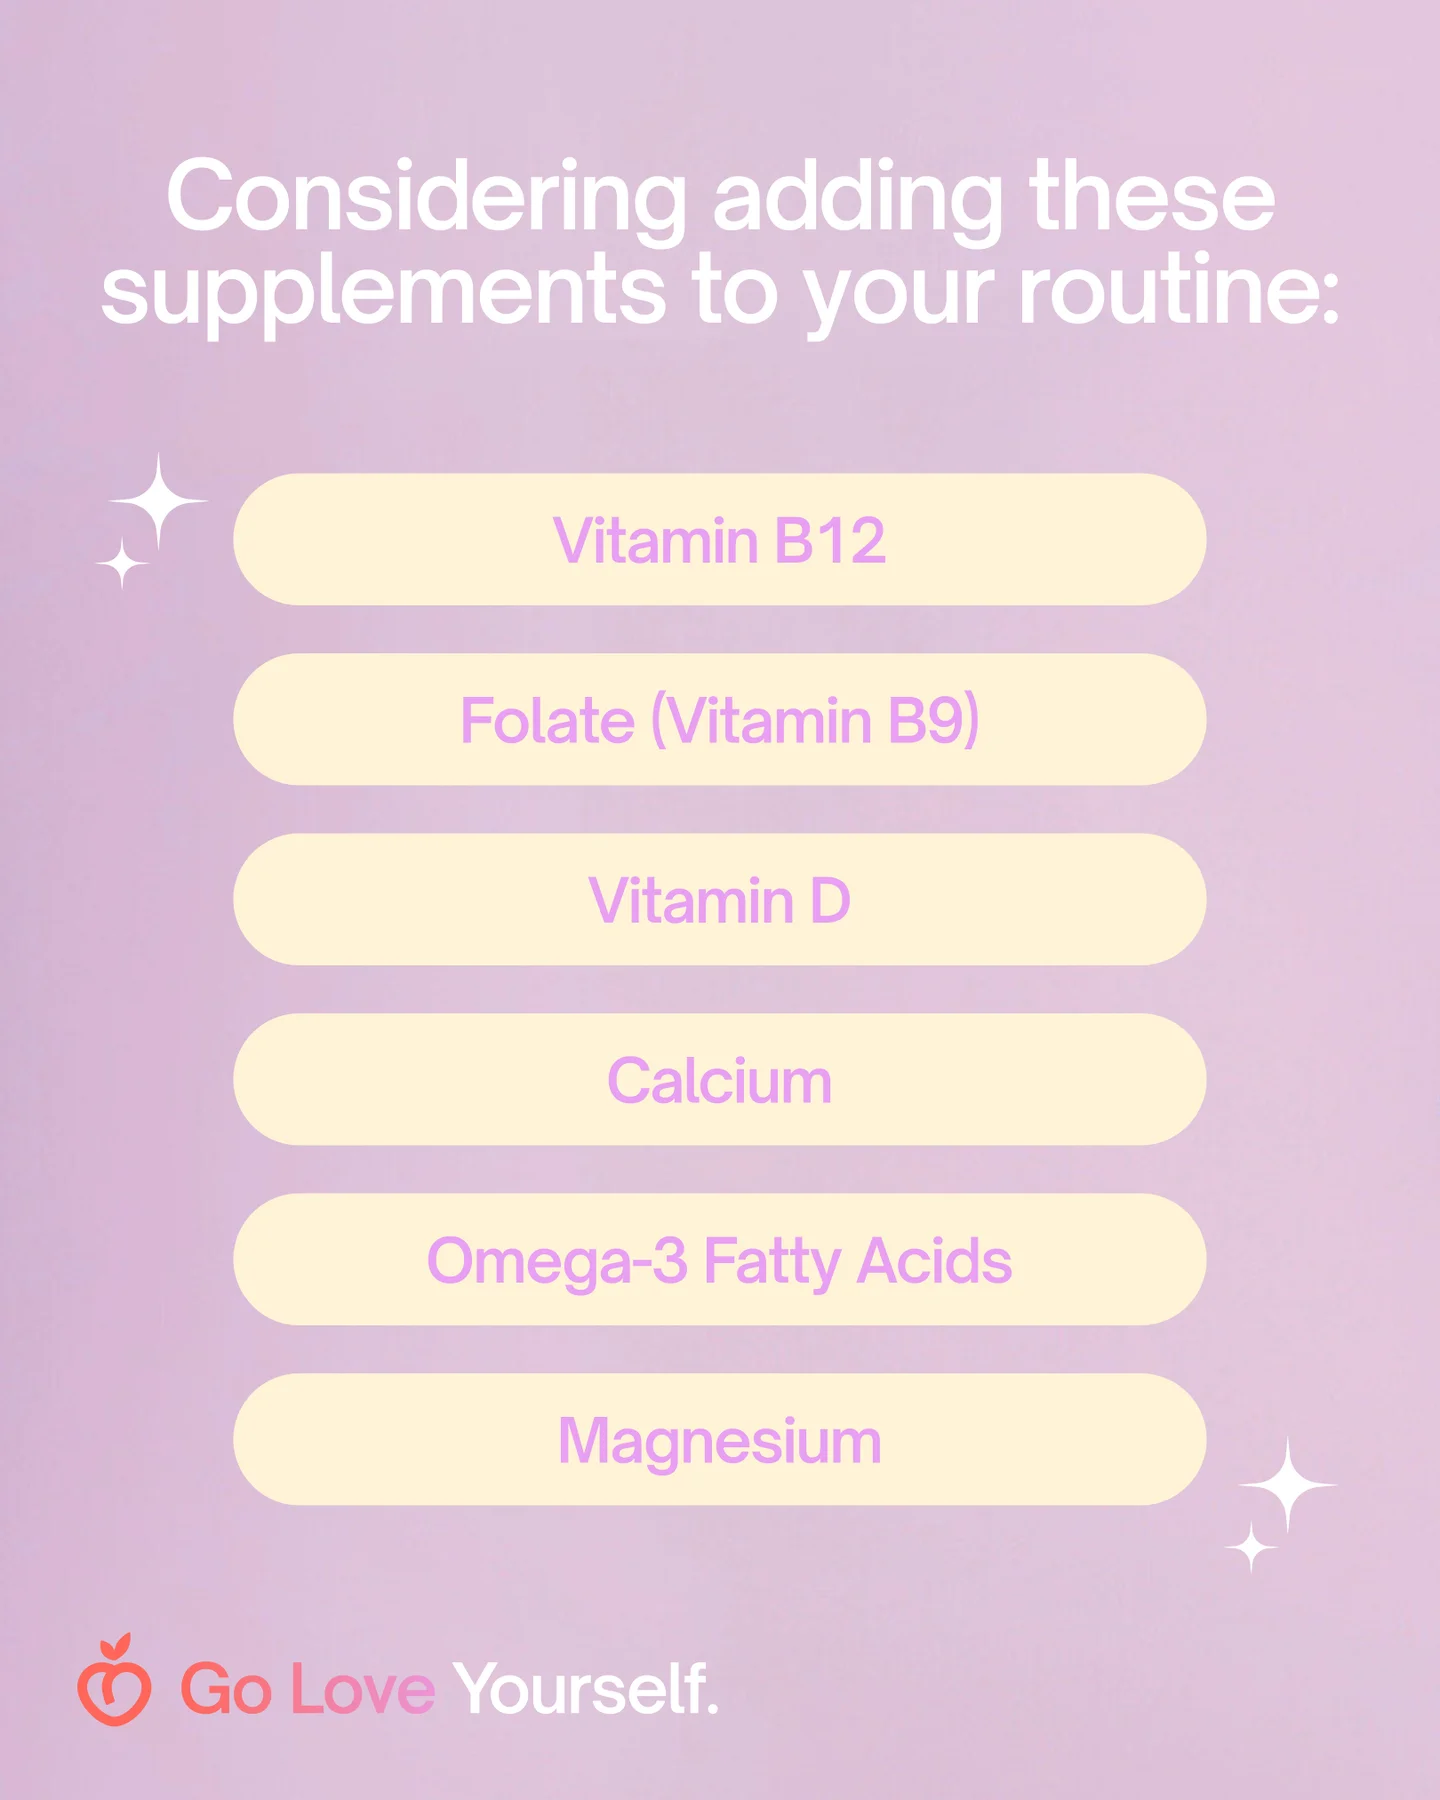 Considering adding these
supplements to your routine:
Vitamin B12
Folate (Vitamin B9)
Vitamin D
Calcium
Omega-3 Fatty Acids
Magnesium
Go Love Yourself.